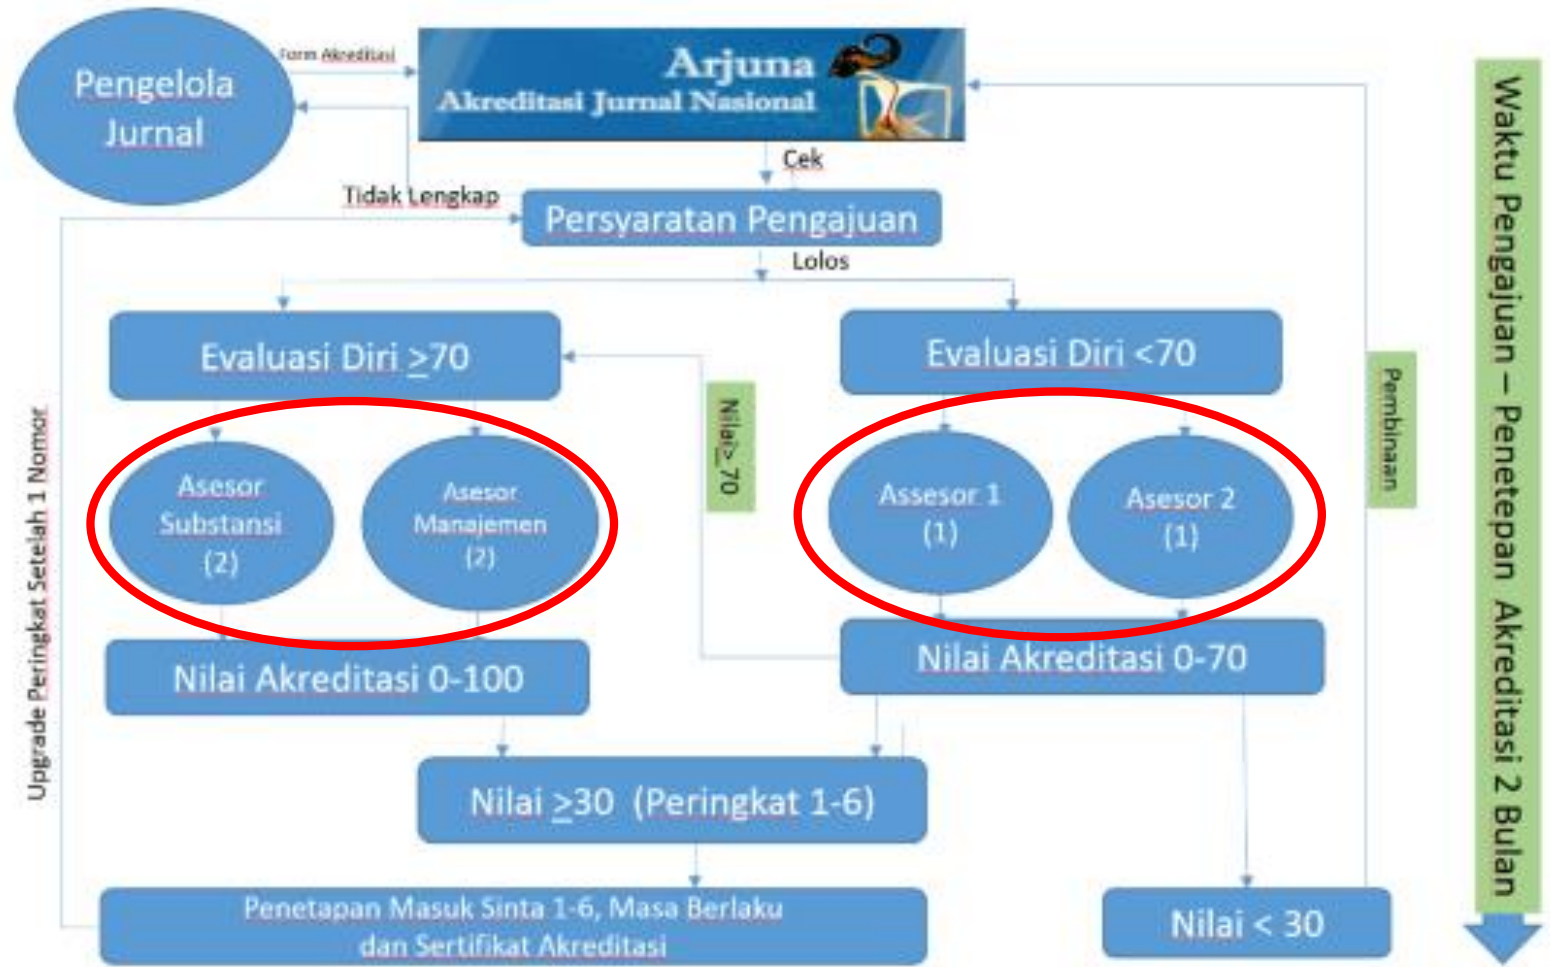 Pengelola
Jurnal
Form Akreditasi
Arjuna
Akreditasi Jurnal Nasional
Cek
Tidak Lengkap
Persyaratan Pengajuan
Lolos
Evaluasi Diri ≥70
Evaluasi Diri <70
Asesor
Substansi
(2)
Asesor
Manajemen
(2)
Nilai≥ 70
Assesor 1
(1)
Asesor 2
(1)
Nilai Akreditasi 0-100
Nilai Akreditasi 0-70
Nilai ≥30 (Peringkat 1-6)
Penetapan Masuk Sinta 1-6, Masa Berlaku
dan Sertifikat Akreditasi
Nilai < 30
Upgrade Peringkat Setelah 1 Nomor
Pembinaan
Waktu Pengajuan – Penetepan Akreditasi 2 Bulan